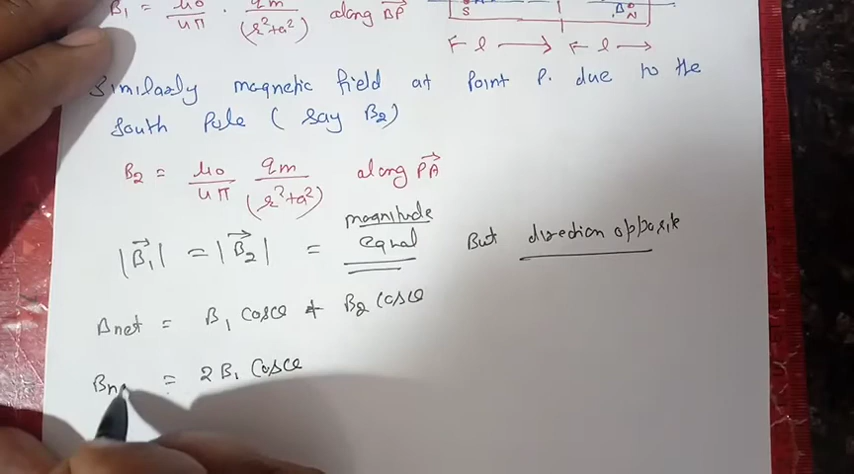 B₁ = μ₀/4π · qm/(r²+a²) along BP⃗
S B N
l l
Similarly magnetic field at Point P. due to the
South Pole ( say B₂)
B₂ = μ₀/4π qm/(r²+a²) along PA⃗
|B₁⃗| = |B₂⃗| = magnitude equal But direction opposite
Bnet = B₁ Cosθ + B₂ Cosθ
Bne = 2B₁ Cosθ